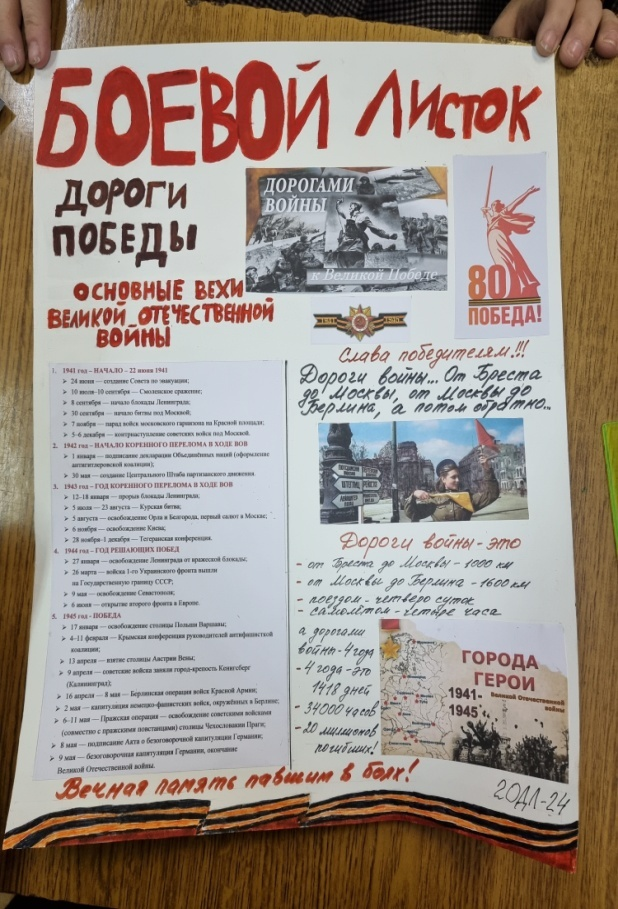 БОЕВОЙ ЛИСТОК
ДОРОГИ
ПОБЕДЫ
ОСНОВНЫЕ ВЕХИ
ВЕЛИКОЙ ОТЕЧЕСТВЕННОЙ
ВОЙНЫ
ДОРОГАМИ
ВОЙНЫ
к Великой Победе
80
ПОБЕДА!
1941
1945
1. 1941 год – НАЧАЛО – 22 июня 1941
➢ 24 июня — создание Совета по эвакуации;
➢ 10 июля–10 сентября — Смоленское сражение;
➢ 8 сентября — начало блокады Ленинграда;
➢ 30 сентября — начало битвы под Москвой;
➢ 7 ноября — парад войск московского гарнизона на Красной площади;
➢ 5–6 декабря — контрнаступление советских войск под Москвой.
2. 1942 год – НАЧАЛО КОРЕННОГО ПЕРЕЛОМА В ХОДЕ ВОВ
➢ 1 января — подписание декларации Объединённых наций (оформление
антигитлеровской коалиции);
➢ 30 мая — создание Центрального Штаба партизанского движения.
3. 1943 год – ГОД КОРЕННОГО ПЕРЕЛОМА В ХОДЕ ВОВ
➢ 12–18 января — прорыв блокады Ленинграда;
➢ 5 июля — 23 августа — Курская битва;
➢ 5 августа — освобождение Орла и Белгорода, первый салют в Москве;
➢ 6 ноября — освобождение Киева;
➢ 28 ноября–1 декабря — Тегеранская конференция.
4. 1944 год – ГОД РЕШАЮЩИХ ПОБЕД
➢ 27 января — освобождение Ленинграда от вражеской блокады;
➢ 26 марта — войска 1-го Украинского фронта вышли
на Государственную границу СССР;
➢ 9 мая — освобождение Севастополя;
➢ 6 июня — открытие второго фронта в Европе.
5. 1945 год - ПОБЕДА
➢ 17 января — освобождение столицы Польши Варшавы;
➢ 4–11 февраля — Крымская конференция руководителей антифашистской
коалиции;
➢ 13 апреля — взятие столицы Австрии Вены;
➢ 9 апреля — советские войска заняли город-крепость Кенигсберг
(Калининград);
➢ 16 апреля — 8 мая — Берлинская операция войск Красной Армии;
➢ 2 мая — капитуляция немецко-фашистских войск, окружённых в Берлине;
➢ 6–11 мая — Пражская операция — освобождение советскими войсками
(совместно с пражскими повстанцами) столицы Чехословакии Праги;
➢ 8 мая — подписание Акта о безоговорочной капитуляции Германии;
➢ 9 мая — безоговорочная капитуляция Германии, окончание
Великой Отечественной войны.
Слава победителям!!!
Дороги войны... От Бреста
до Москвы, от Москвы до
Берлина, а потом обратно...
Дороги войны - это
- от Бреста до Москвы - 1000 км
- от Москвы до Берлина - 1600 км
- поездом - четверо суток
- самолётом - четыре часа
а дорогами
войны - 4 года
- 4 года - это
1418 дней
- 34000 часов
- 20 миллионов
погибших!
ГОРОДА
ГЕРОИ
1941-
1945
Великой Отечественной
войны
Вечная память павшим в боях!
20ДЛ-24